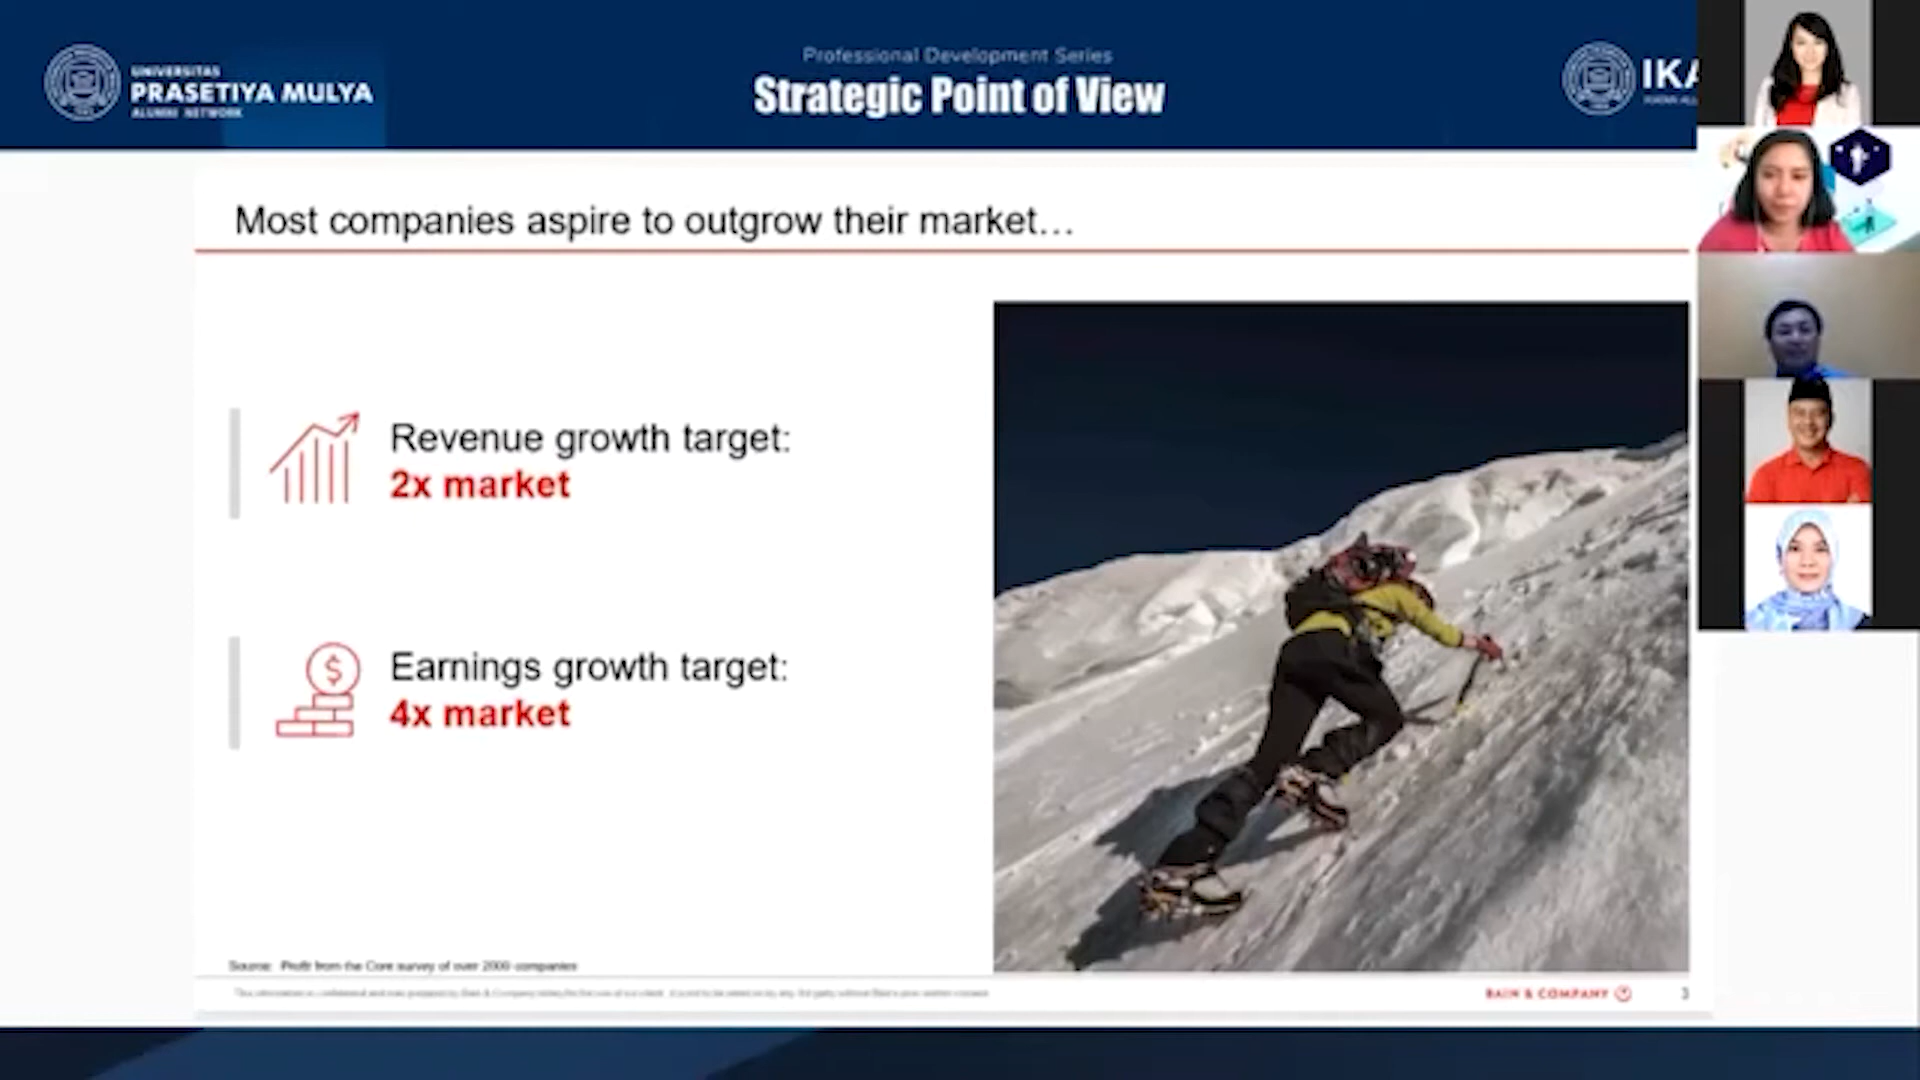 UNIVERSITAS
PRASETIYA MULYA
ALUMNI NETWORK
Professional Development Series
Strategic Point of View
IKA
Most companies aspire to outgrow their market...
Revenue growth target:
2x market
Earnings growth target:
4x market
$
Source: Profit from the Core survey of over 2000 companies
BAIN & COMPANY
3